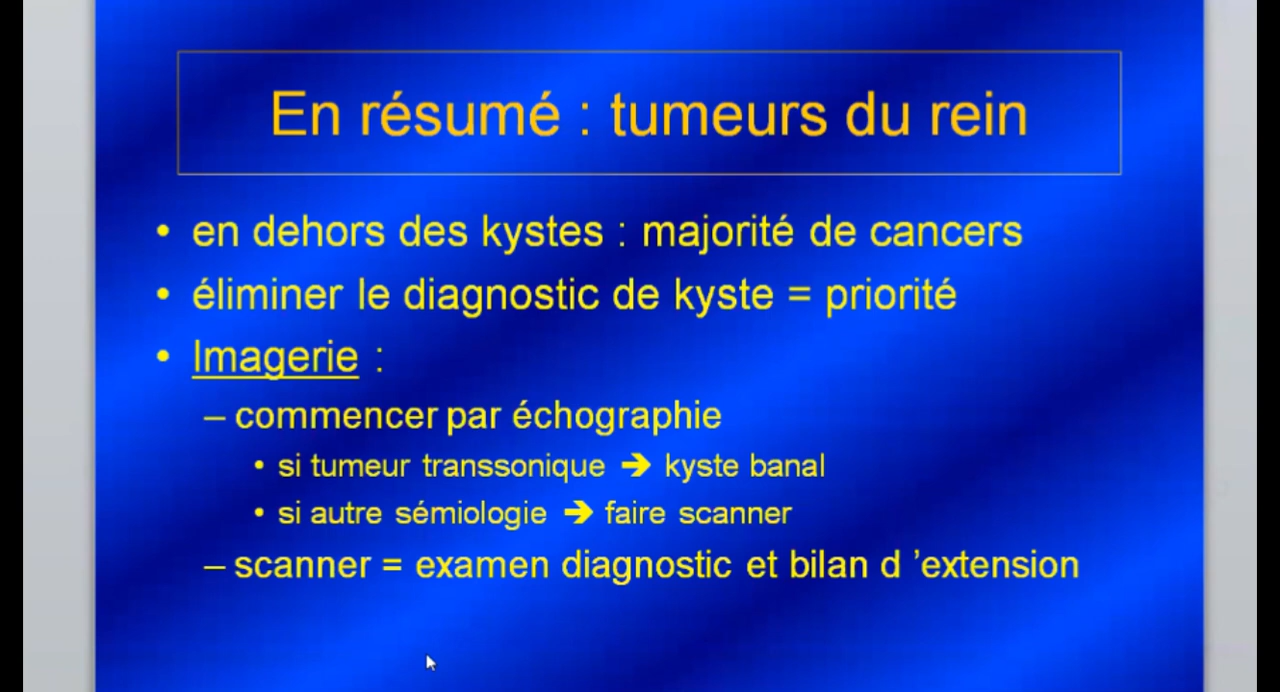 En résumé : tumeurs du rein
• en dehors des kystes : majorité de cancers
• éliminer le diagnostic de kyste = priorité
• Imagerie :
– commencer par échographie
• si tumeur transsonique ➔ kyste banal
• si autre sémiologie ➔ faire scanner
– scanner = examen diagnostic et bilan d ’extension